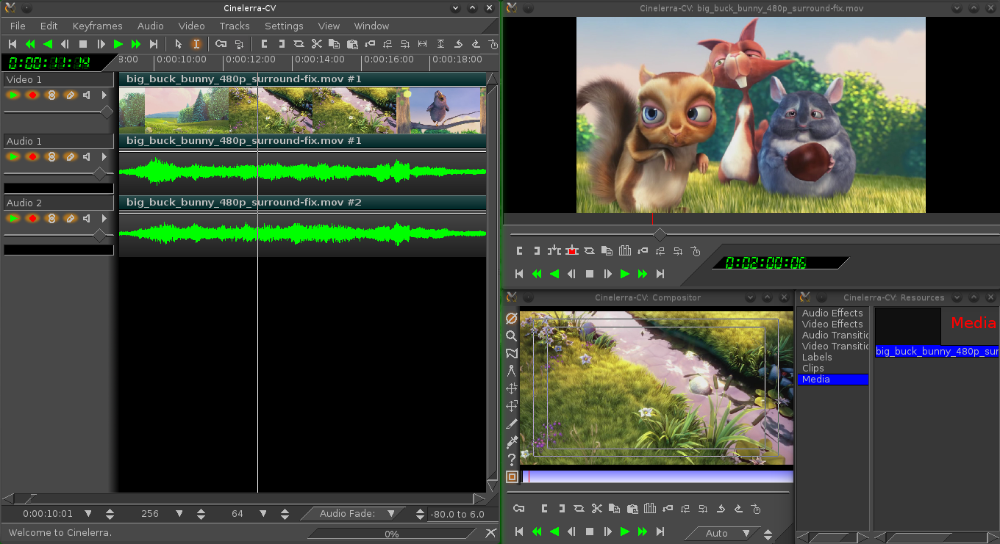 Cinelerra-CV
File Edit Keyframes Audio Video Tracks Settings View Window
0:00:11:14
8:00 0:00:10:00 0:00:12:00 0:00:14:00 0:00:16:00 0:00:18:00
Video 1
big_buck_bunny_480p_surround-fix.mov #1
Audio 1
big_buck_bunny_480p_surround-fix.mov #1
Audio 2
big_buck_bunny_480p_surround-fix.mov #2
0:00:10:01 256 64 Audio Fade: -80.0 to 6.0
Welcome to Cinelerra. 0%
Cinelerra-CV: big_buck_bunny_480p_surround-fix.mov
0:02:00:06
Cinelerra-CV: Compositor
Auto
Cinelerra-CV: Resources
Audio Effects
Video Effects
Audio Transitic
Video Transitic
Labels
Clips
Media
Media
big_buck_bunny_480p_sur